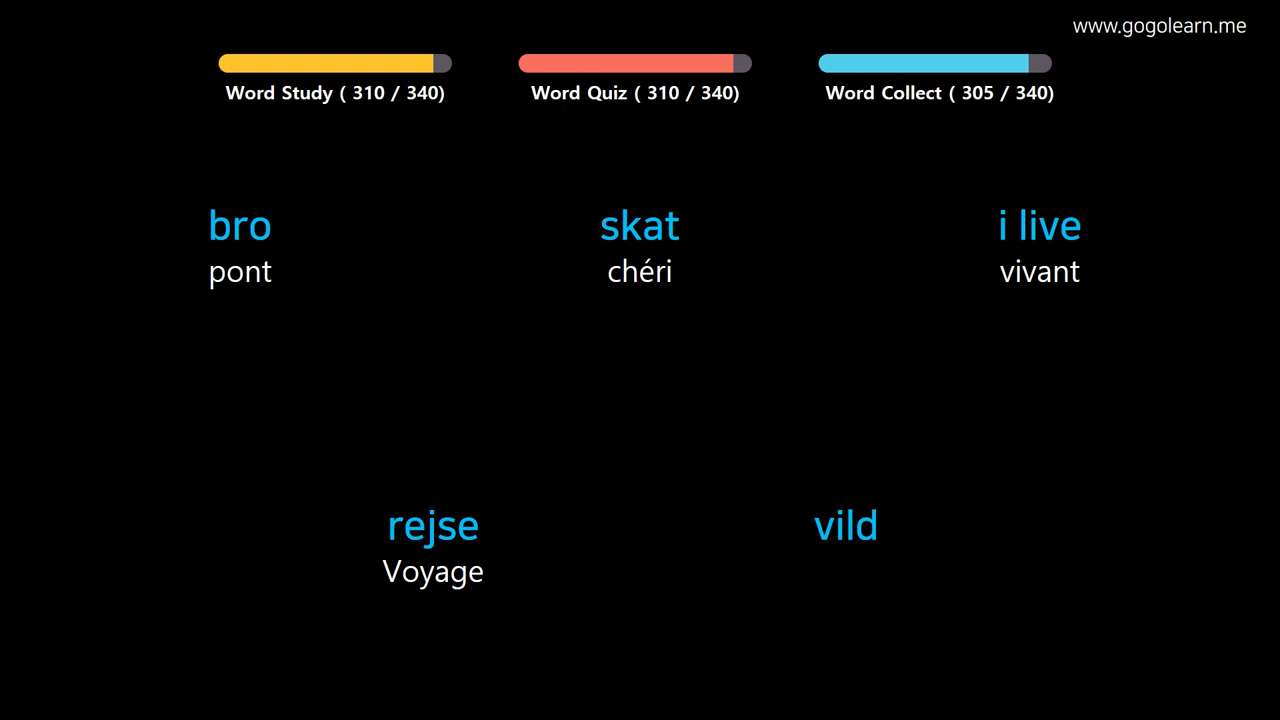 www.gogolearn.me
Word Study ( 310 / 340)
Word Quiz ( 310 / 340)
Word Collect ( 305 / 340)
bro
pont
skat
chéri
i live
vivant
rejse
Voyage
vild